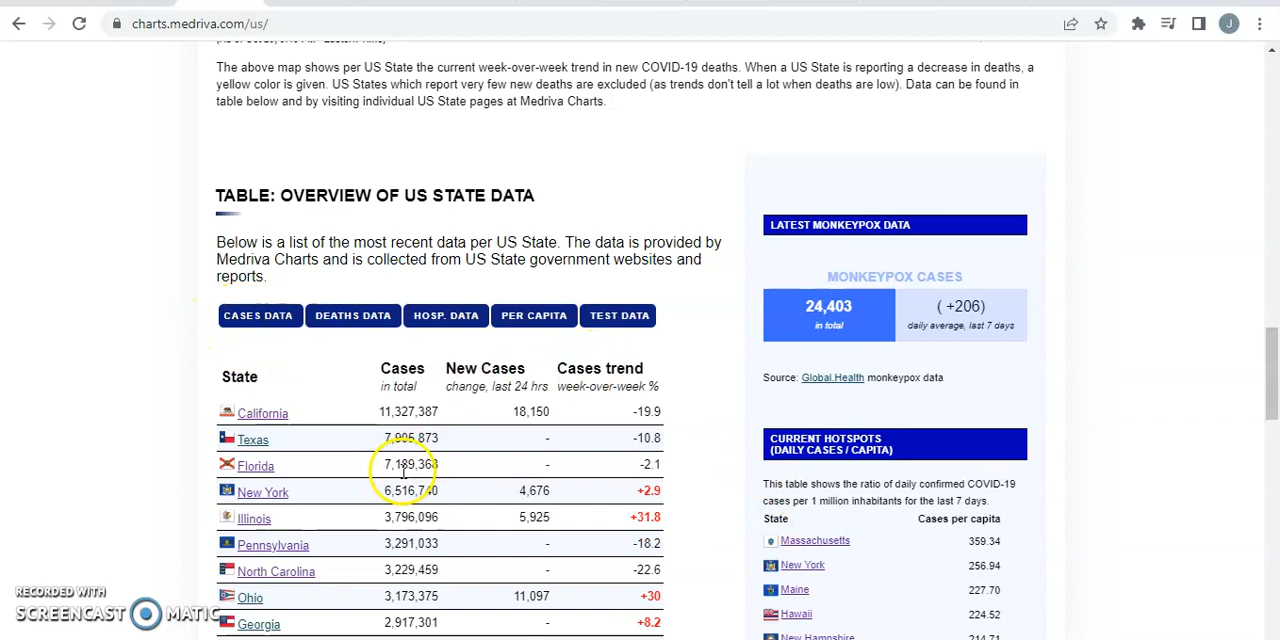 charts.medriva.com/us/
J
The above map shows per US State the current week-over-week trend in new COVID-19 deaths. When a US State is reporting a decrease in deaths, a
yellow color is given. US States which report very few new deaths are excluded (as trends don't tell a lot when deaths are low). Data can be found in
table below and by visiting individual US State pages at Medriva Charts.
TABLE: OVERVIEW OF US STATE DATA
Below is a list of the most recent data per US State. The data is provided by
Medriva Charts and is collected from US State government websites and
reports.
CASES DATA DEATHS DATA HOSP. DATA PER CAPITA TEST DATA
State Cases in total New Cases change, last 24 hrs Cases trend week-over-week %
California 11,327,387 18,150 -19.9
Texas 7,905,873 - -10.8
Florida 7,189,368 - -2.1
New York 6,516,740 4,676 +2.9
Illinois 3,796,096 5,925 +31.8
Pennsylvania 3,291,033 - -18.2
North Carolina 3,229,459 - -22.6
Ohio 3,173,375 11,097 +30
Georgia 2,917,301 - +8.2
LATEST MONKEYPOX DATA
MONKEYPOX CASES
24,403 ( +206)
in total daily average, last 7 days
Source: Global.Health monkeypox data
CURRENT HOTSPOTS
(DAILY CASES / CAPITA)
This table shows the ratio of daily confirmed COVID-19
cases per 1 million inhabitants for the last 7 days.
State Cases per capita
Massachusetts 359.34
New York 256.94
Maine 227.70
Hawaii 224.52
New Hampshire 214.71
RECORDED WITH
SCREENCAST MATIC